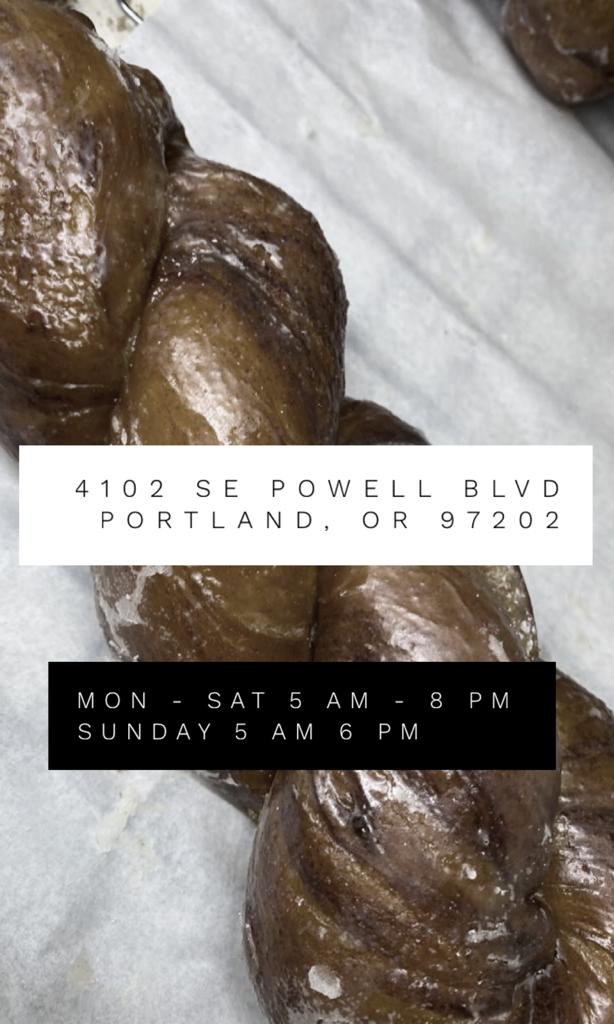 4102 SE POWELL BLVD
PORTLAND, OR 97202
MON - SAT 5 AM - 8 PM
SUNDAY 5 AM 6 PM